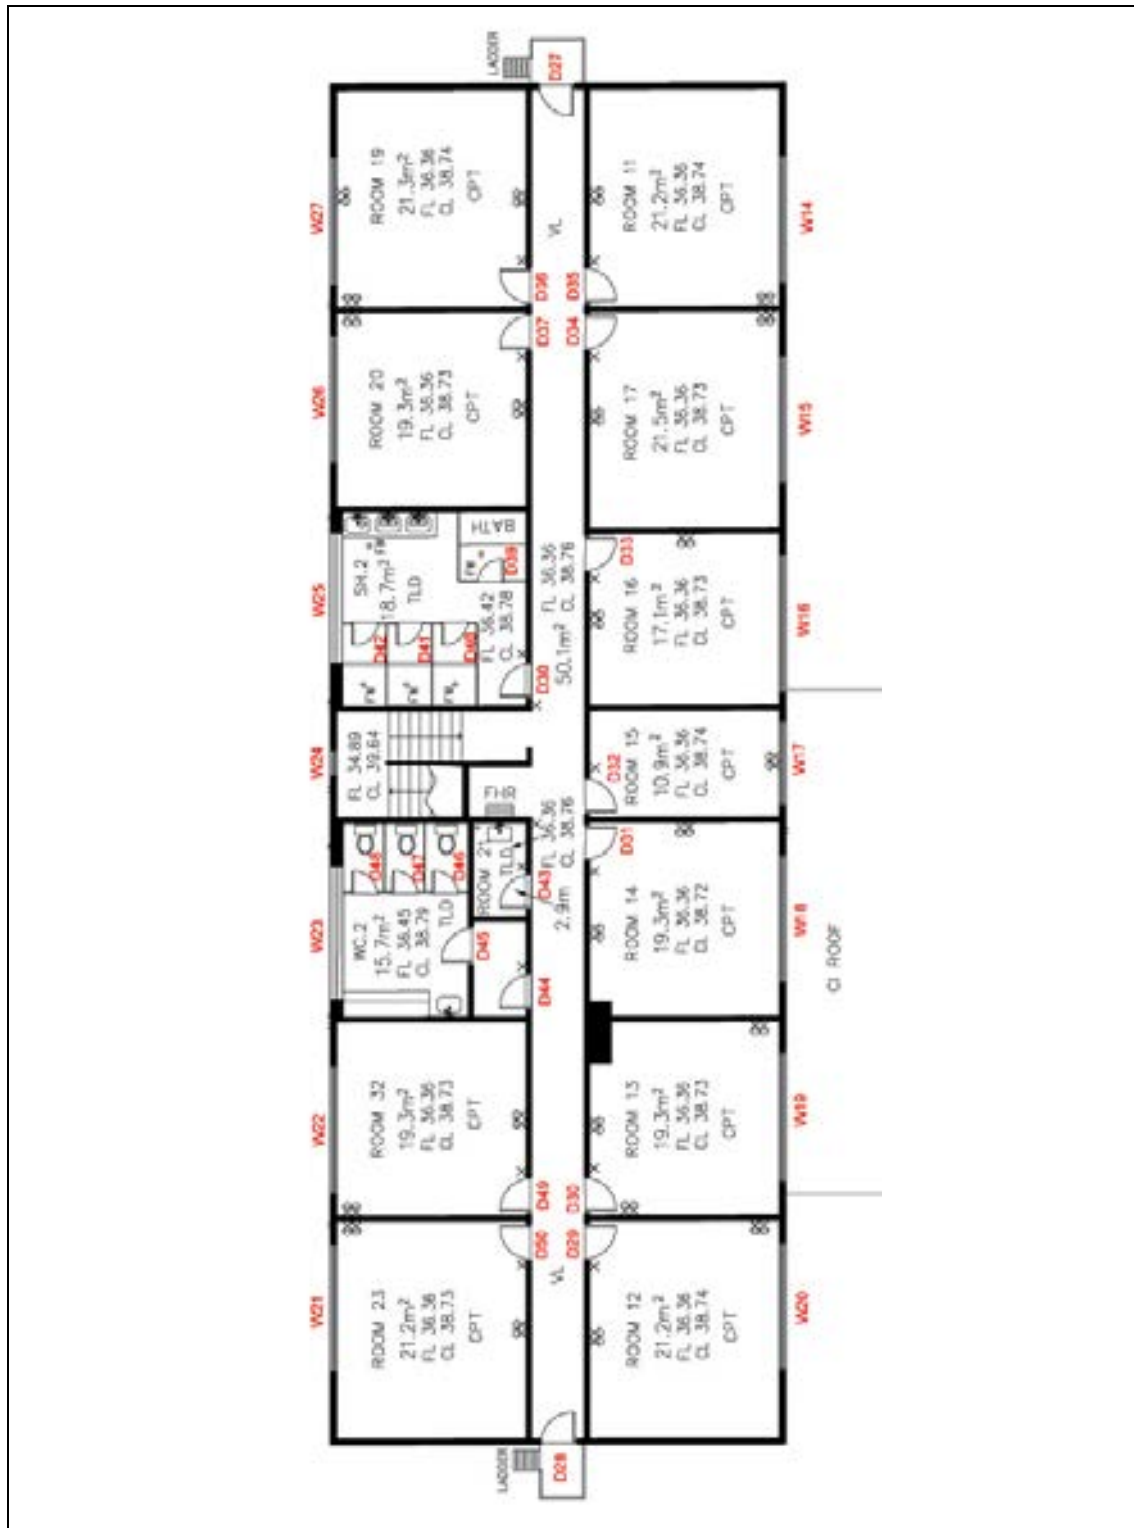 LADDER
D27
W27
ROOM 19
21.3m²
FL 36.36
CL 38.74
CPT
VL
ROOM 11
21.2m²
FL 36.36
CL 38.74
CPT
W14
D36
D35
D37
D34
W26
ROOM 20
19.3m²
FL 36.36
CL 38.73
CPT
ROOM 17
21.5m²
FL 36.36
CL 38.73
CPT
W15
W25
SH.2
18.7m²
TLD
FW
BATH
FW
D39
D42
D41
D40
FL 36.42
CL 38.78
FW
FW
FW
D30
50.1m²
FL 36.36
CL 38.76
D33
ROOM 16
17.1m²
FL 36.36
CL 38.73
CPT
W16
W24
FL 34.89
CL 39.64
D32
ROOM 15
10.9m²
FL 36.36
CL 38.74
CPT
W17
W23
WC.2
15.7m²
FL 36.45
CL 38.79
TLD
D48
D47
D46
D45
ROOM 21
TLD
D43
D44
2.9m
FL 36.36
CL 38.76
D31
ROOM 14
19.3m²
FL 36.36
CL 38.72
CPT
W18
CI ROOF
W22
ROOM 32
19.3m²
FL 36.36
CL 38.73
CPT
ROOM 13
19.3m²
FL 36.36
CL 38.73
CPT
W19
D49
D30
D50
D29
W21
ROOM 23
21.2m²
FL 36.36
CL 38.73
CPT
VL
ROOM 12
21.2m²
FL 36.36
CL 38.74
CPT
W20
LADDER
D28